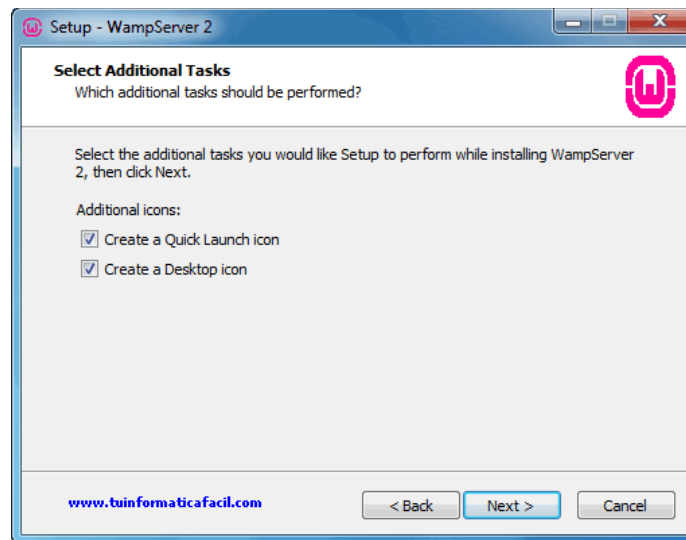 Setup - WampServer 2
Select Additional Tasks
Which additional tasks should be performed?
Select the additional tasks you would like Setup to perform while installing WampServer
2, then click Next.
Additional icons:
Create a Quick Launch icon
Create a Desktop icon
www.tuinformaticafacil.com
< Back
Next >
Cancel